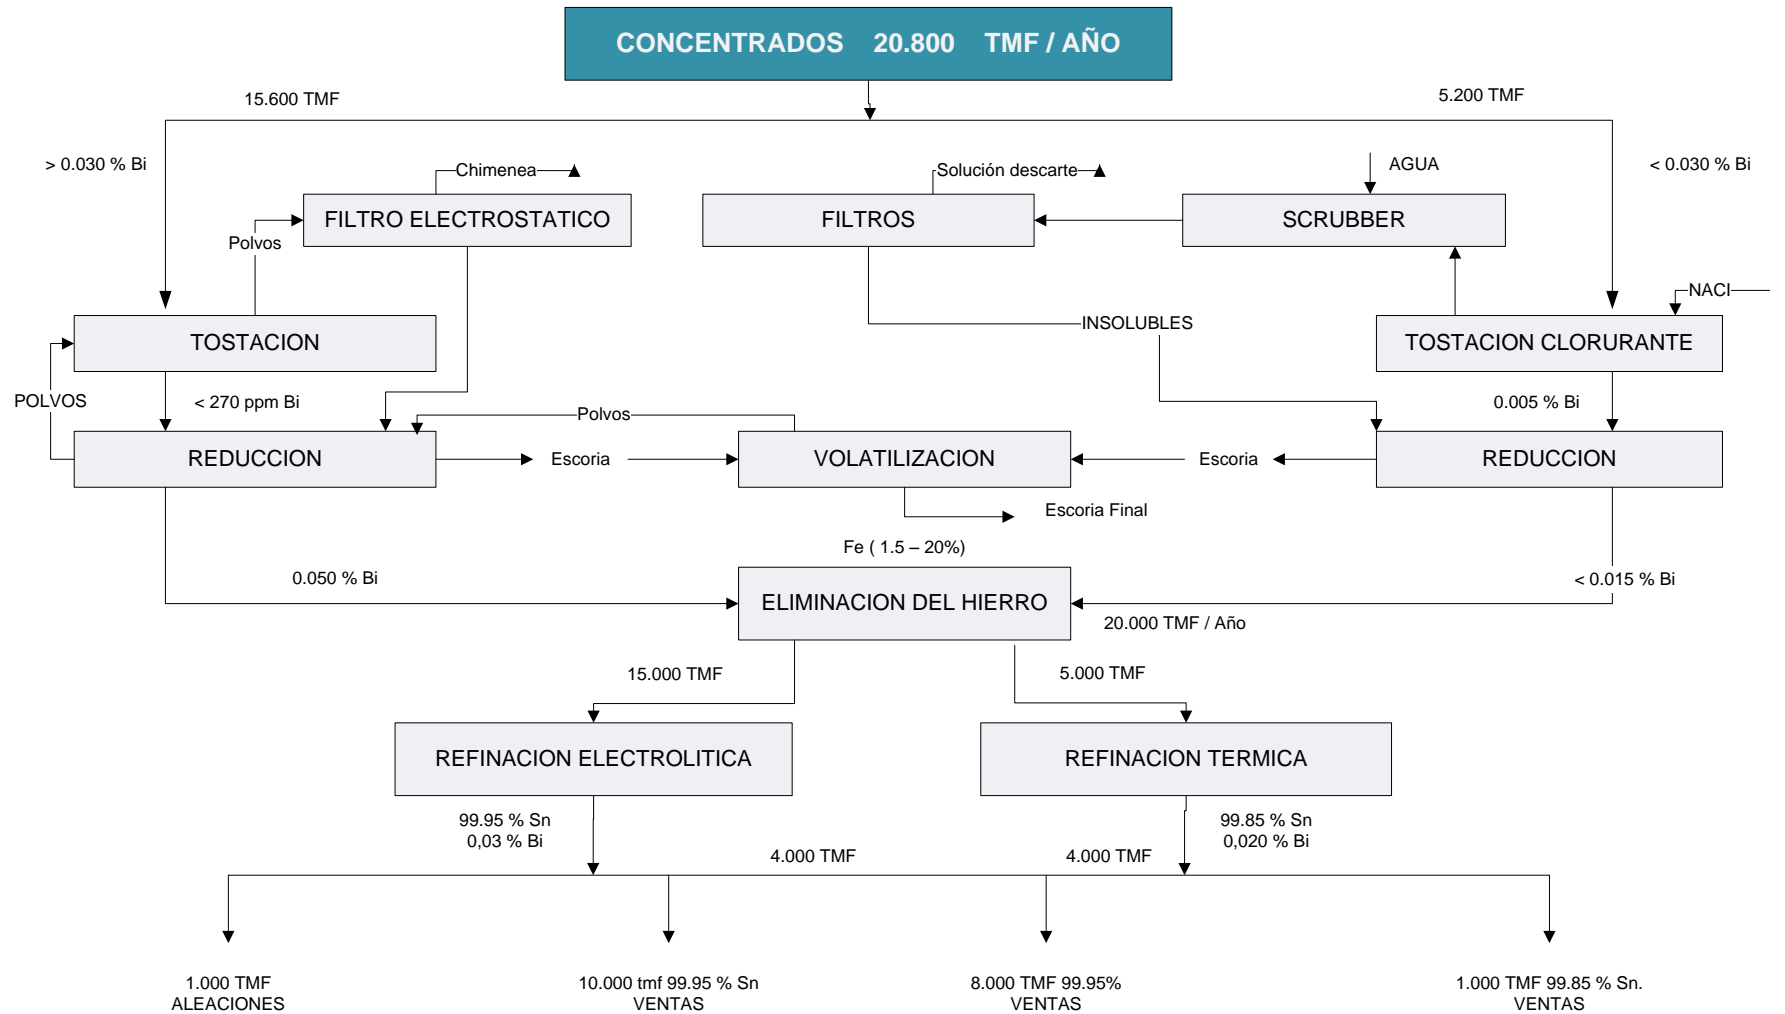 CONCENTRADOS 20.800 TMF / AÑO
15.600 TMF
5.200 TMF
> 0.030 % Bi
Chimenea
Solución descarte
AGUA
< 0.030 % Bi
FILTRO ELECTROSTATICO
FILTROS
SCRUBBER
Polvos
NACl
INSOLUBLES
TOSTACION
TOSTACION CLORURANTE
POLVOS
< 270 ppm Bi
0.005 % Bi
Polvos
REDUCCION
Escoria
VOLATILIZACION
Escoria
REDUCCION
Escoria Final
Fe ( 1.5 – 20%)
0.050 % Bi
< 0.015 % Bi
ELIMINACION DEL HIERRO
20.000 TMF / Año
15.000 TMF
5.000 TMF
REFINACION ELECTROLITICA
REFINACION TERMICA
99.95 % Sn
0,03 % Bi
99.85 % Sn
0,020 % Bi
4.000 TMF
4.000 TMF
1.000 TMF
ALEACIONES
10.000 tmf 99.95 % Sn
VENTAS
8.000 TMF 99.95%
VENTAS
1.000 TMF 99.85 % Sn.
VENTAS